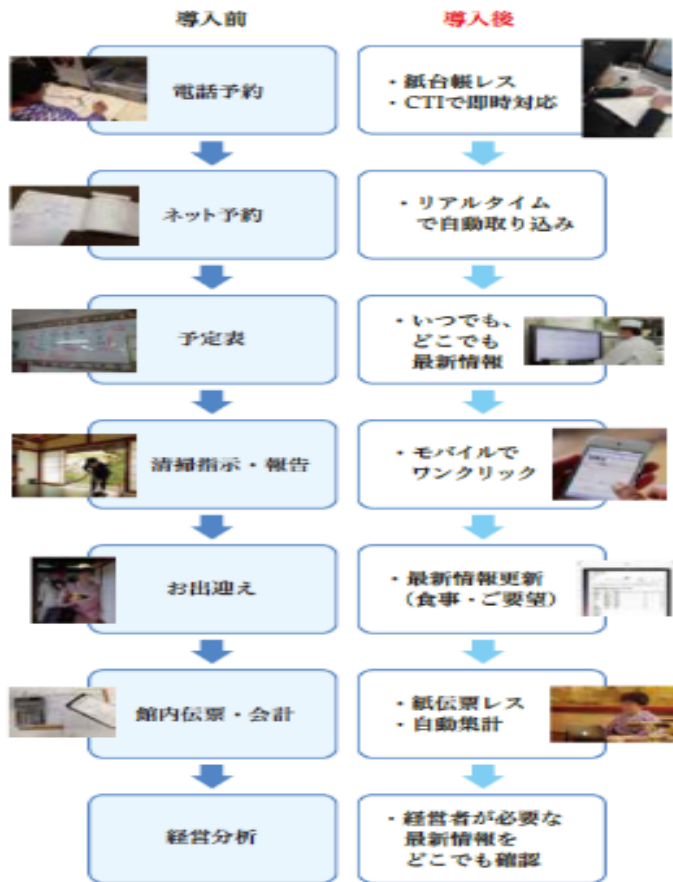 導入前
導入後
電話予約
・紙台帳レス
・CTIで即時対応
ネット予約
・リアルタイム
で自動取り込み
予定表
・いつでも、
どこでも
最新情報
清掃指示・報告
・モバイルで
ワンクリック
お出迎え
・最新情報更新
(食事・ご要望)
館内伝票・会計
・紙伝票レス
・自動集計
経営分析
・経営者が必要な
最新情報を
どこでも確認